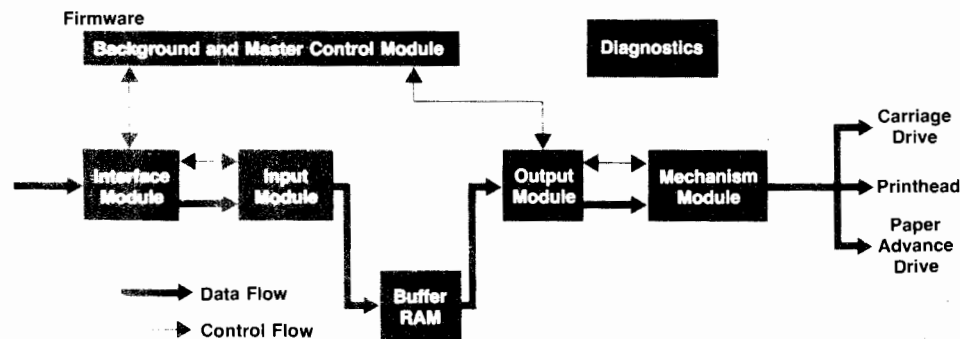 Firmware
Background and Master Control Module
Diagnostics
Interface
Module
Input
Module
Output
Module
Mechanism
Module
Carriage
Drive
Printhead
Paper
Advance
Drive
Buffer
RAM
Data Flow
Control Flow